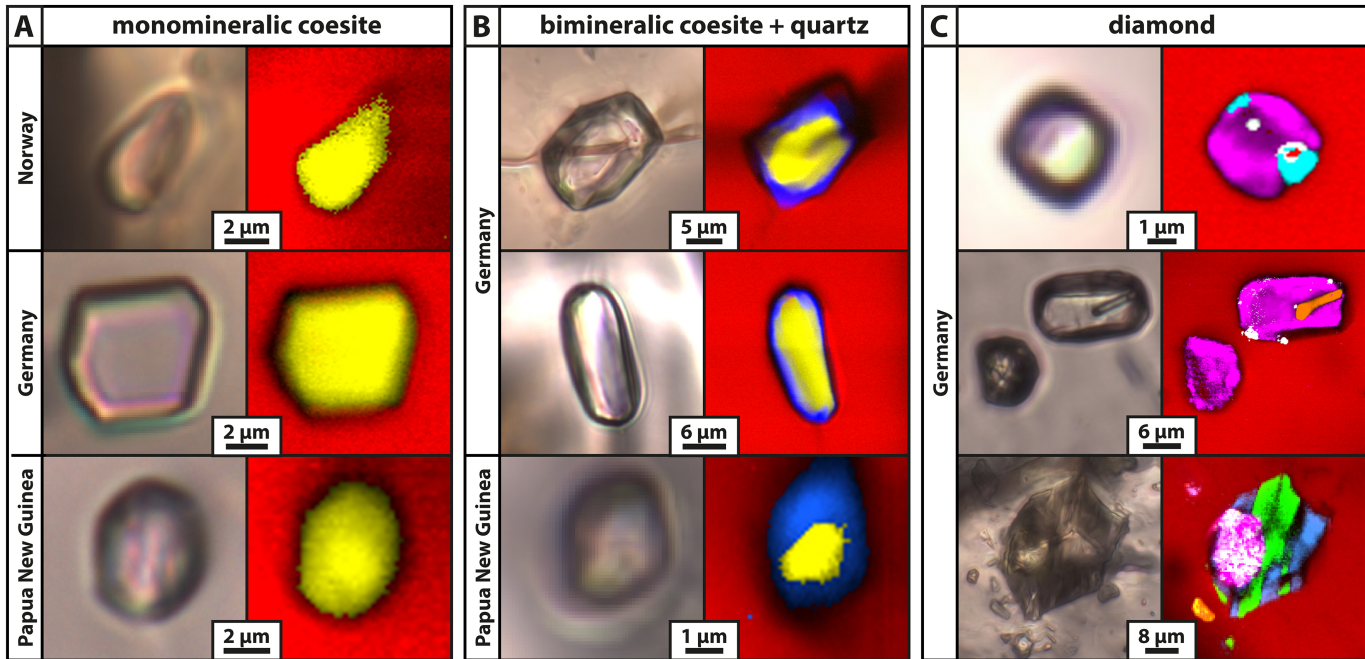 A monomineralic coesite
Norway
2 µm
Germany
2 µm
Papua New Guinea
2 µm
B bimineralic coesite + quartz
Germany
5 µm
6 µm
Papua New Guinea
1 µm
C diamond
Germany
1 µm
6 µm
8 µm